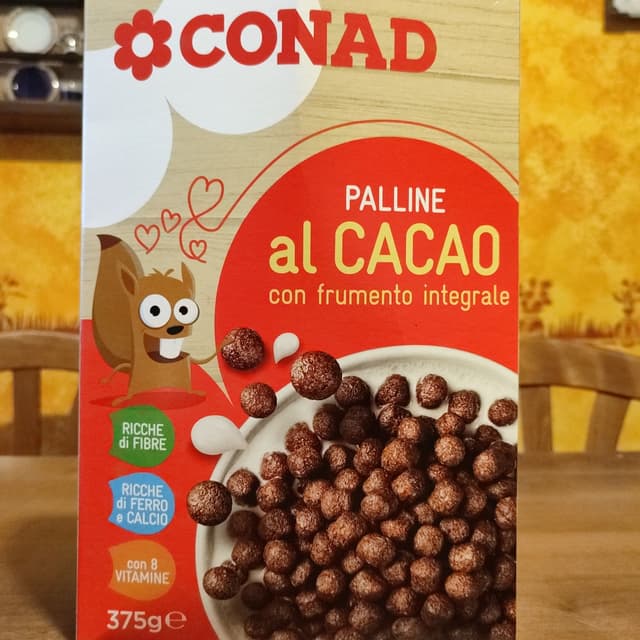 CONAD
PALLINE
al CACAO
con frumento integrale
RICCHE
di FIBRE
RICCHE
di FERRO
e CALCIO
con 8
VITAMINE
375g℮